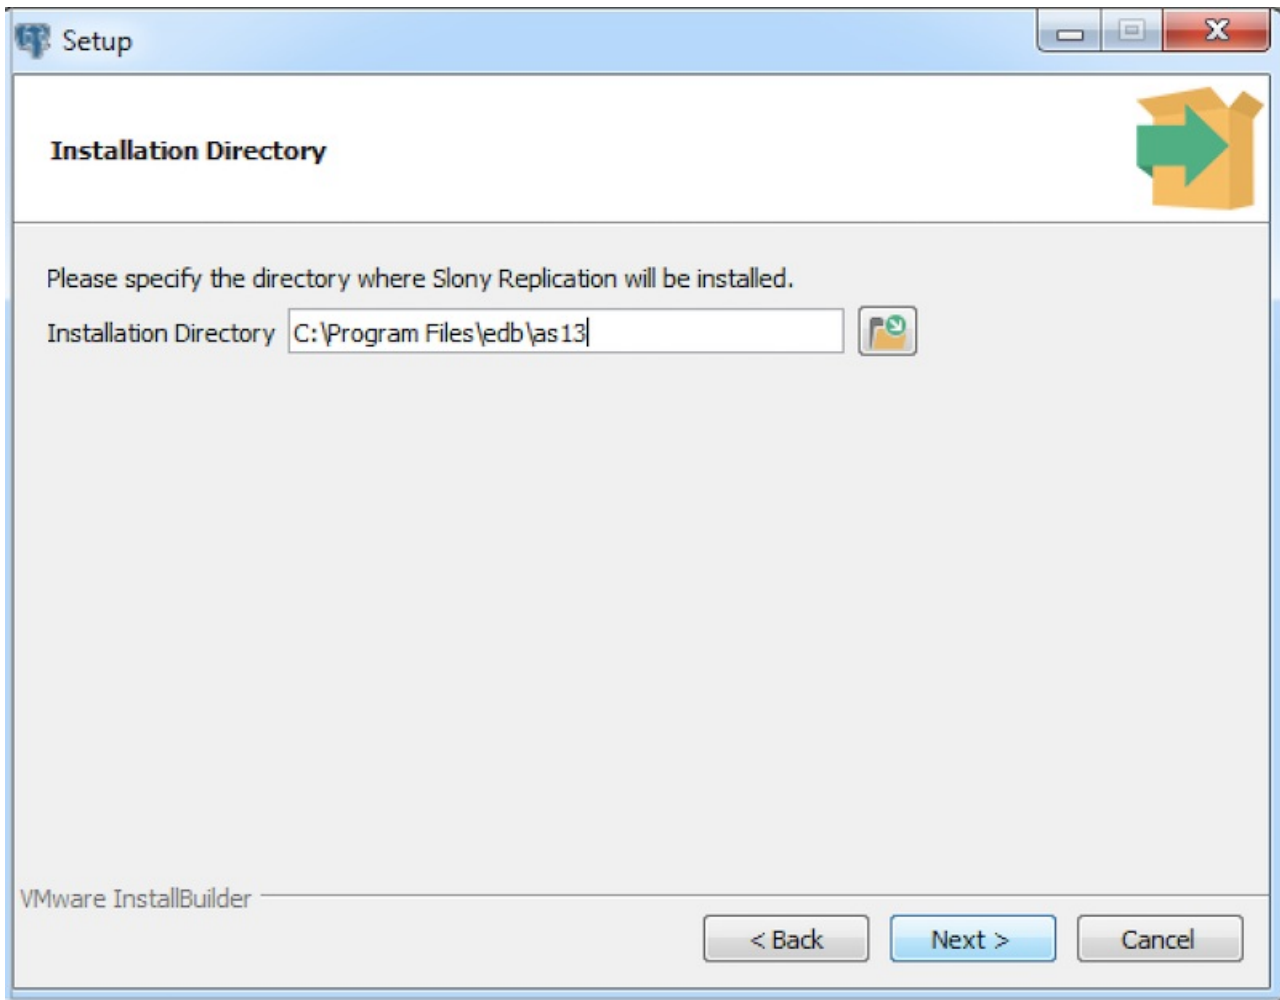 Setup
Installation Directory
Please specify the directory where Slony Replication will be installed.
Installation Directory C:\Program Files\edb\as13
VMware InstallBuilder
< Back Next > Cancel